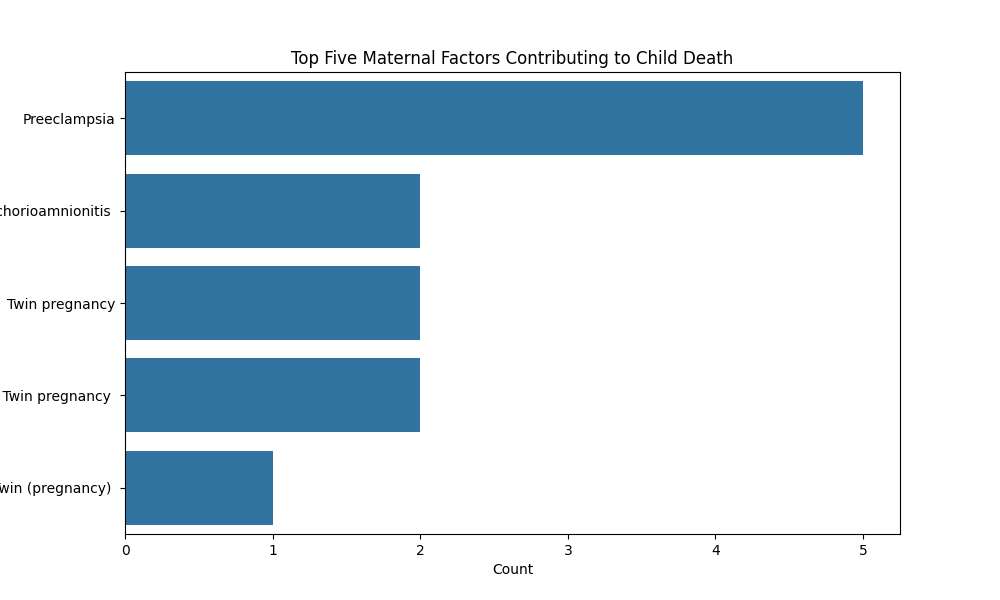 Top Five Maternal Factors Contributing to Child Death
Preeclampsia
chorioamnionitis
Twin pregnancy
Twin pregnancy
win (pregnancy)
0 1 2 3 4 5
Count